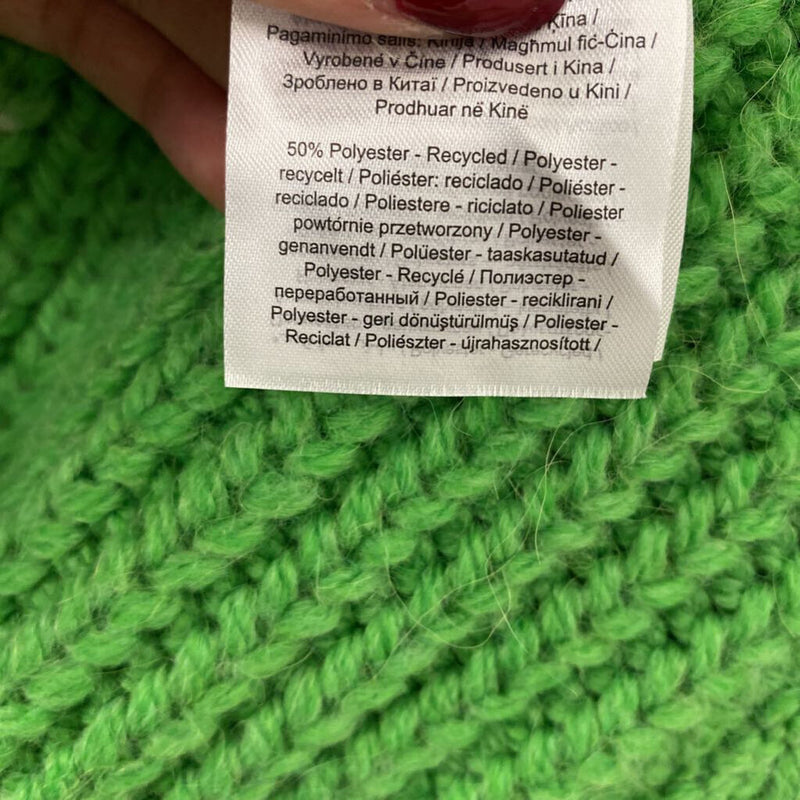 Ķīna /
Pagaminimo šalis: Kinija / Magħmul fiċ-Ċina /
Vyrobené v Číne / Produsert i Kina /
Зроблено в Китаї / Proizvedeno u Kini /
Prodhuar në Kinë
50% Polyester - Recycled / Polyester -
recycelt / Poliéster: reciclado / Poliéster -
reciclado / Poliestere - riciclato / Poliester
powtórnie przetworzony / Polyester -
genanvendt / Polüester - taaskasutatud /
Polyester - Recyclé / Полиэстер -
переработанный / Poliester - reciklirani /
Polyester - geri dönüştürülmüş / Poliester -
Reciclat / Poliészter - újrahasznosított /